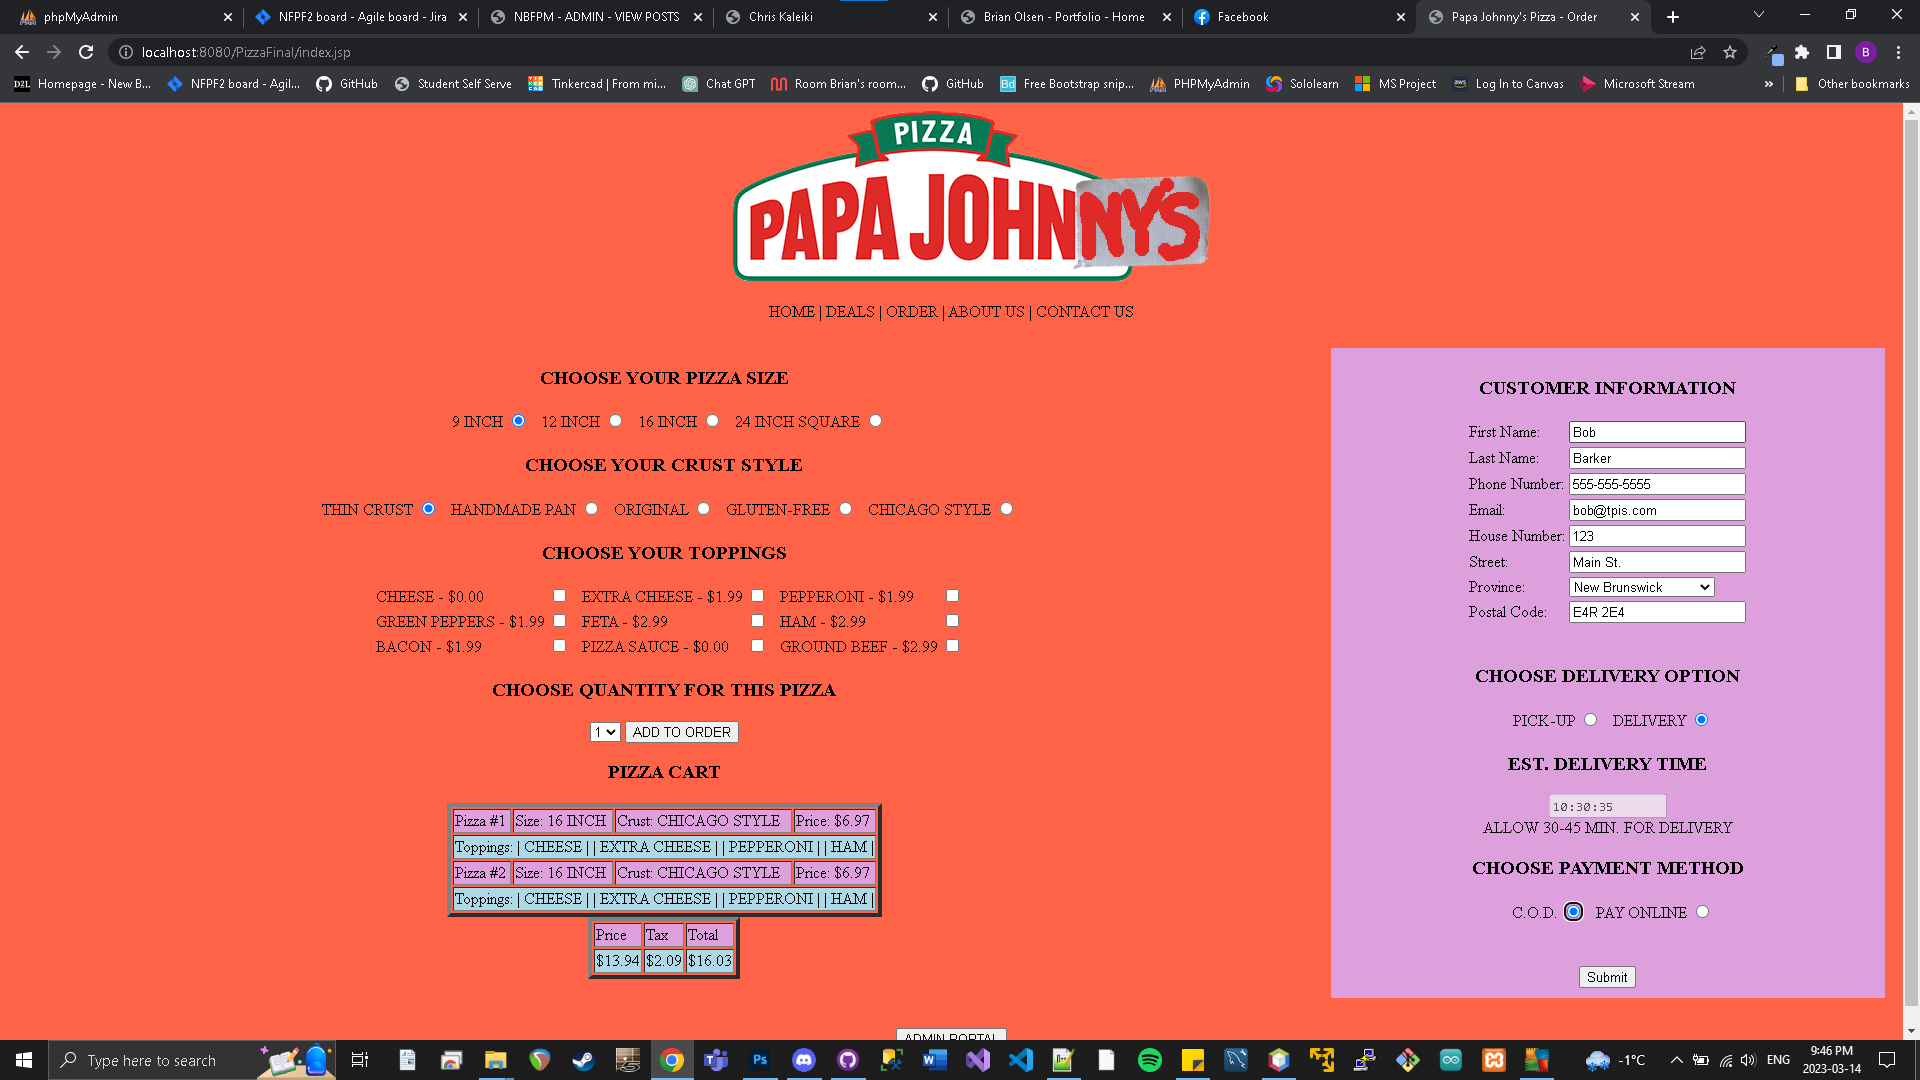 phpMyAdmin
NFPF2 board - Agile board - Jira
NBFPM - ADMIN - VIEW POSTS
Chris Kaleiki
Brian Olsen - Portfolio - Home
Facebook
Papa Johnny's Pizza - Order
localhost:8080/PizzaFinal/index.jsp
B
D2L Homepage - New B...
NFPF2 board - Agil...
GitHub
Student Self Serve
Tinkercad | From mi...
Chat GPT
Room Brian's room...
GitHub
Bd Free Bootstrap snip...
PHPMyAdmin
Sololearn
MS Project
aws Log In to Canvas
Microsoft Stream
»
Other bookmarks
PIZZA
PAPA JOHNNY'S
HOME | DEALS | ORDER | ABOUT US | CONTACT US
CHOOSE YOUR PIZZA SIZE
9 INCH 12 INCH 16 INCH 24 INCH SQUARE
CHOOSE YOUR CRUST STYLE
THIN CRUST HANDMADE PAN ORIGINAL GLUTEN-FREE CHICAGO STYLE
CHOOSE YOUR TOPPINGS
CHEESE - $0.00 EXTRA CHEESE - $1.99 PEPPERONI - $1.99
GREEN PEPPERS - $1.99 FETA - $2.99 HAM - $2.99
BACON - $1.99 PIZZA SAUCE - $0.00 GROUND BEEF - $2.99
CHOOSE QUANTITY FOR THIS PIZZA
1 ADD TO ORDER
PIZZA CART
Pizza #1 Size: 16 INCH Crust: CHICAGO STYLE Price: $6.97
Toppings: | CHEESE | | EXTRA CHEESE | | PEPPERONI | | HAM |
Pizza #2 Size: 16 INCH Crust: CHICAGO STYLE Price: $6.97
Toppings: | CHEESE | | EXTRA CHEESE | | PEPPERONI | | HAM |
Price Tax Total
$13.94 $2.09 $16.03
CUSTOMER INFORMATION
First Name: Bob
Last Name: Barker
Phone Number: 555-555-5555
Email: bob@tpis.com
House Number: 123
Street: Main St.
Province: New Brunswick
Postal Code: E4R 2E4
CHOOSE DELIVERY OPTION
PICK-UP DELIVERY
EST. DELIVERY TIME
10:30:35
ALLOW 30-45 MIN. FOR DELIVERY
CHOOSE PAYMENT METHOD
C.O.D. PAY ONLINE
Submit
ADMIN PORTAL
Type here to search
Ps
-1°C
ENG
9:46 PM
2023-03-14